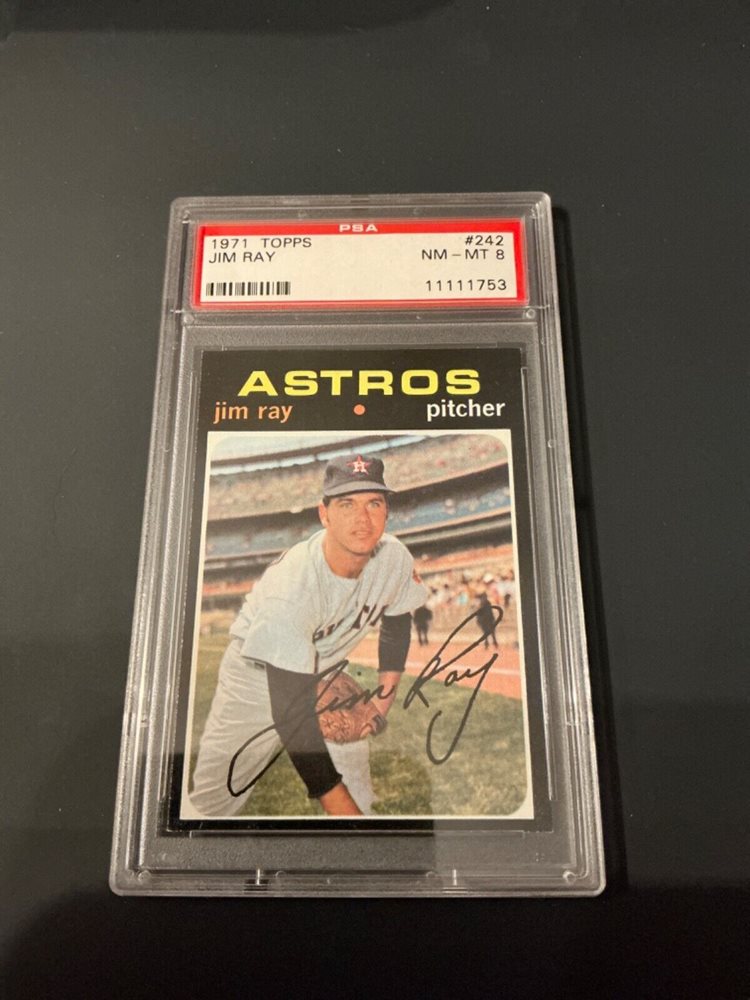 PSA
1971 TOPPS #242
JIM RAY NM - MT 8
11111753
ASTROS
jim ray • pitcher
H
Jim Ray